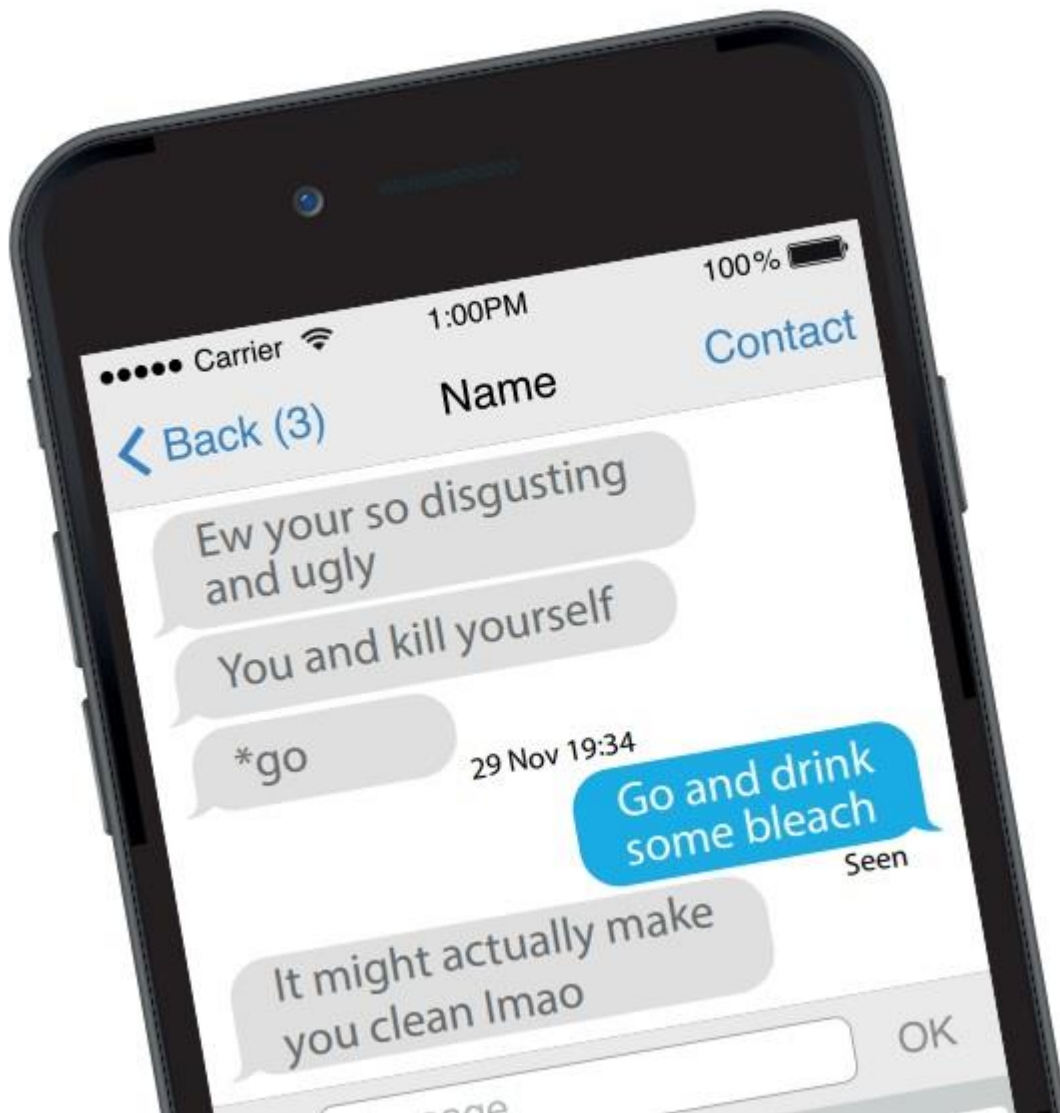 ●●●●● Carrier 1:00PM 100%
Back (3) Name Contact
Ew your so disgusting
and ugly
You and kill yourself
*go
29 Nov 19:34
Go and drink
some bleach
Seen
It might actually make
you clean lmao
OK